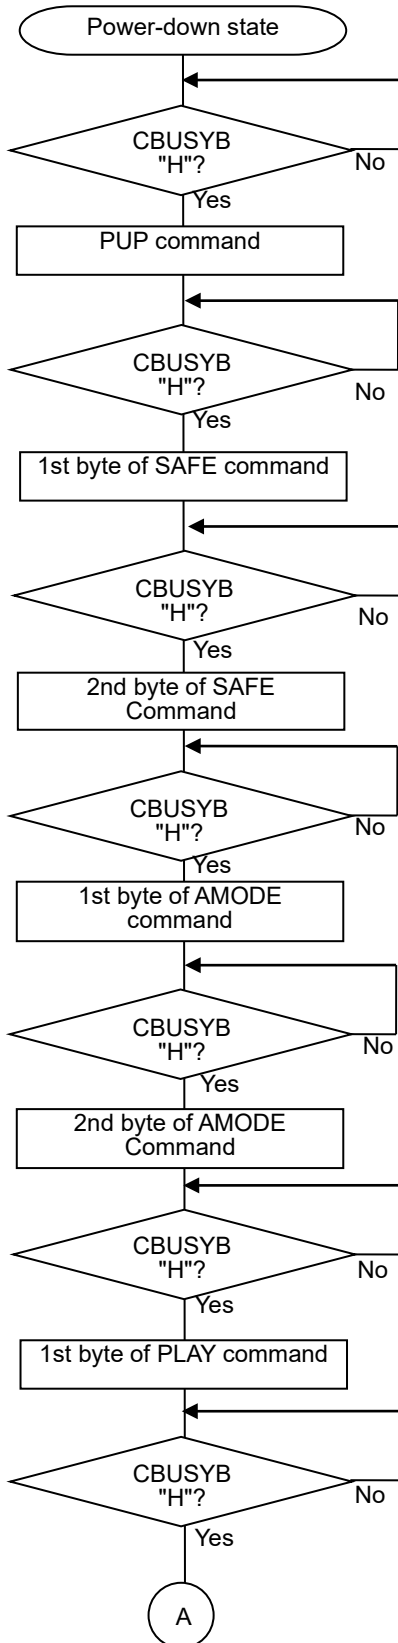 Power-down state
CBUSYB
"H"?
No
Yes
PUP command
CBUSYB
"H"?
No
Yes
1st byte of SAFE command
CBUSYB
"H"?
No
Yes
2nd byte of SAFE
Command
CBUSYB
"H"?
No
Yes
1st byte of AMODE
command
CBUSYB
"H"?
No
Yes
2nd byte of AMODE
Command
CBUSYB
"H"?
No
Yes
1st byte of PLAY command
CBUSYB
"H"?
No
Yes
A